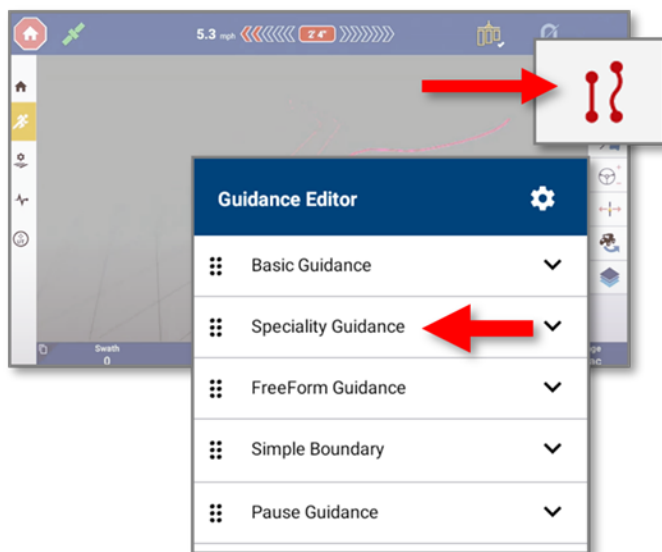 5.3 mph 2' 4"
Guidance Editor
Basic Guidance
Speciality Guidance
FreeForm Guidance
Simple Boundary
Pause Guidance
Swath
0